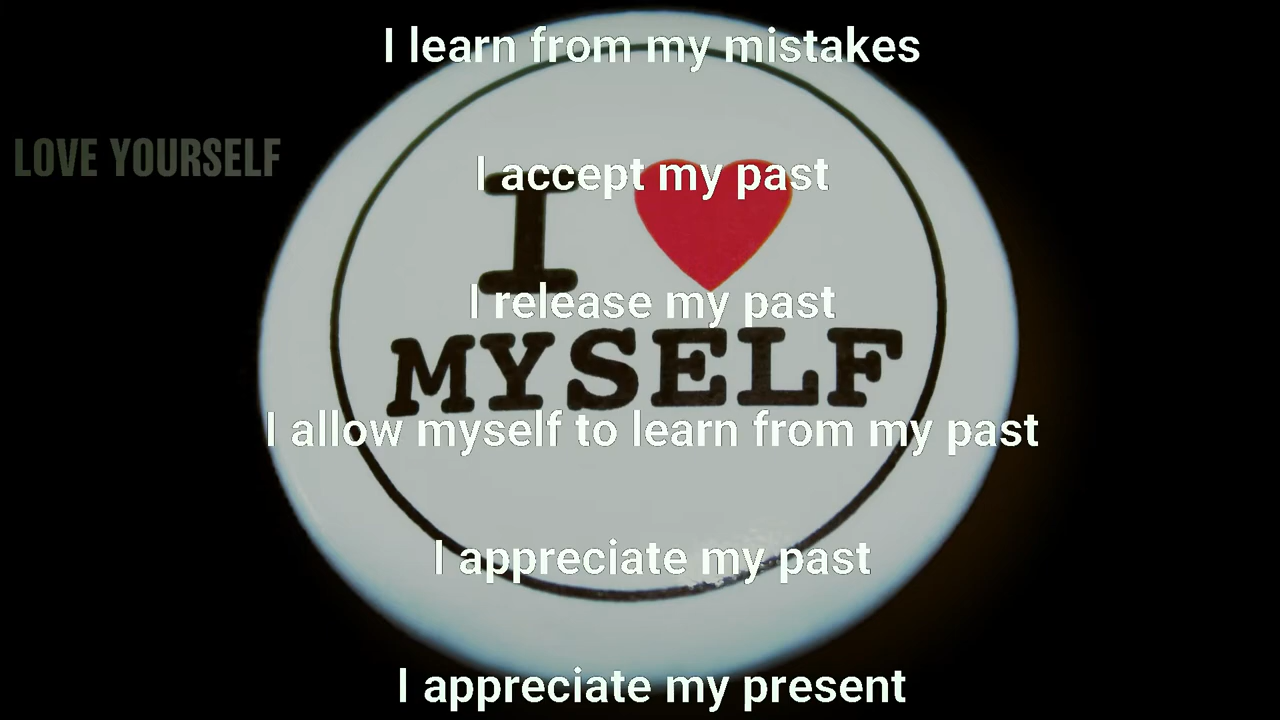 I learn from my mistakes
LOVE YOURSELF
I accept my past
I ❤
I release my past
MYSELF
I allow myself to learn from my past
I appreciate my past
I appreciate my present